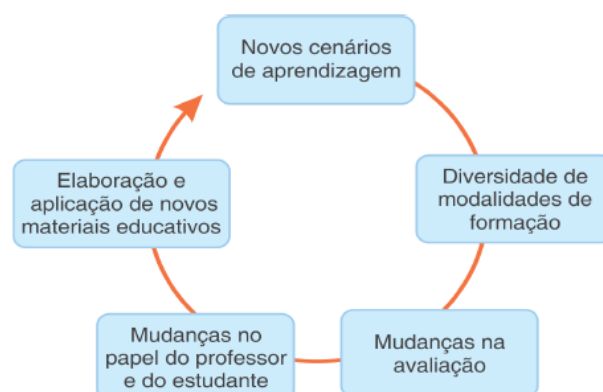 Novos cenários
de aprendizagem
Diversidade de
modalidades de
formação
Mudanças na
avaliação
Mudanças no
papel do professor
e do estudante
Elaboração e
aplicação de novos
materiais educativos